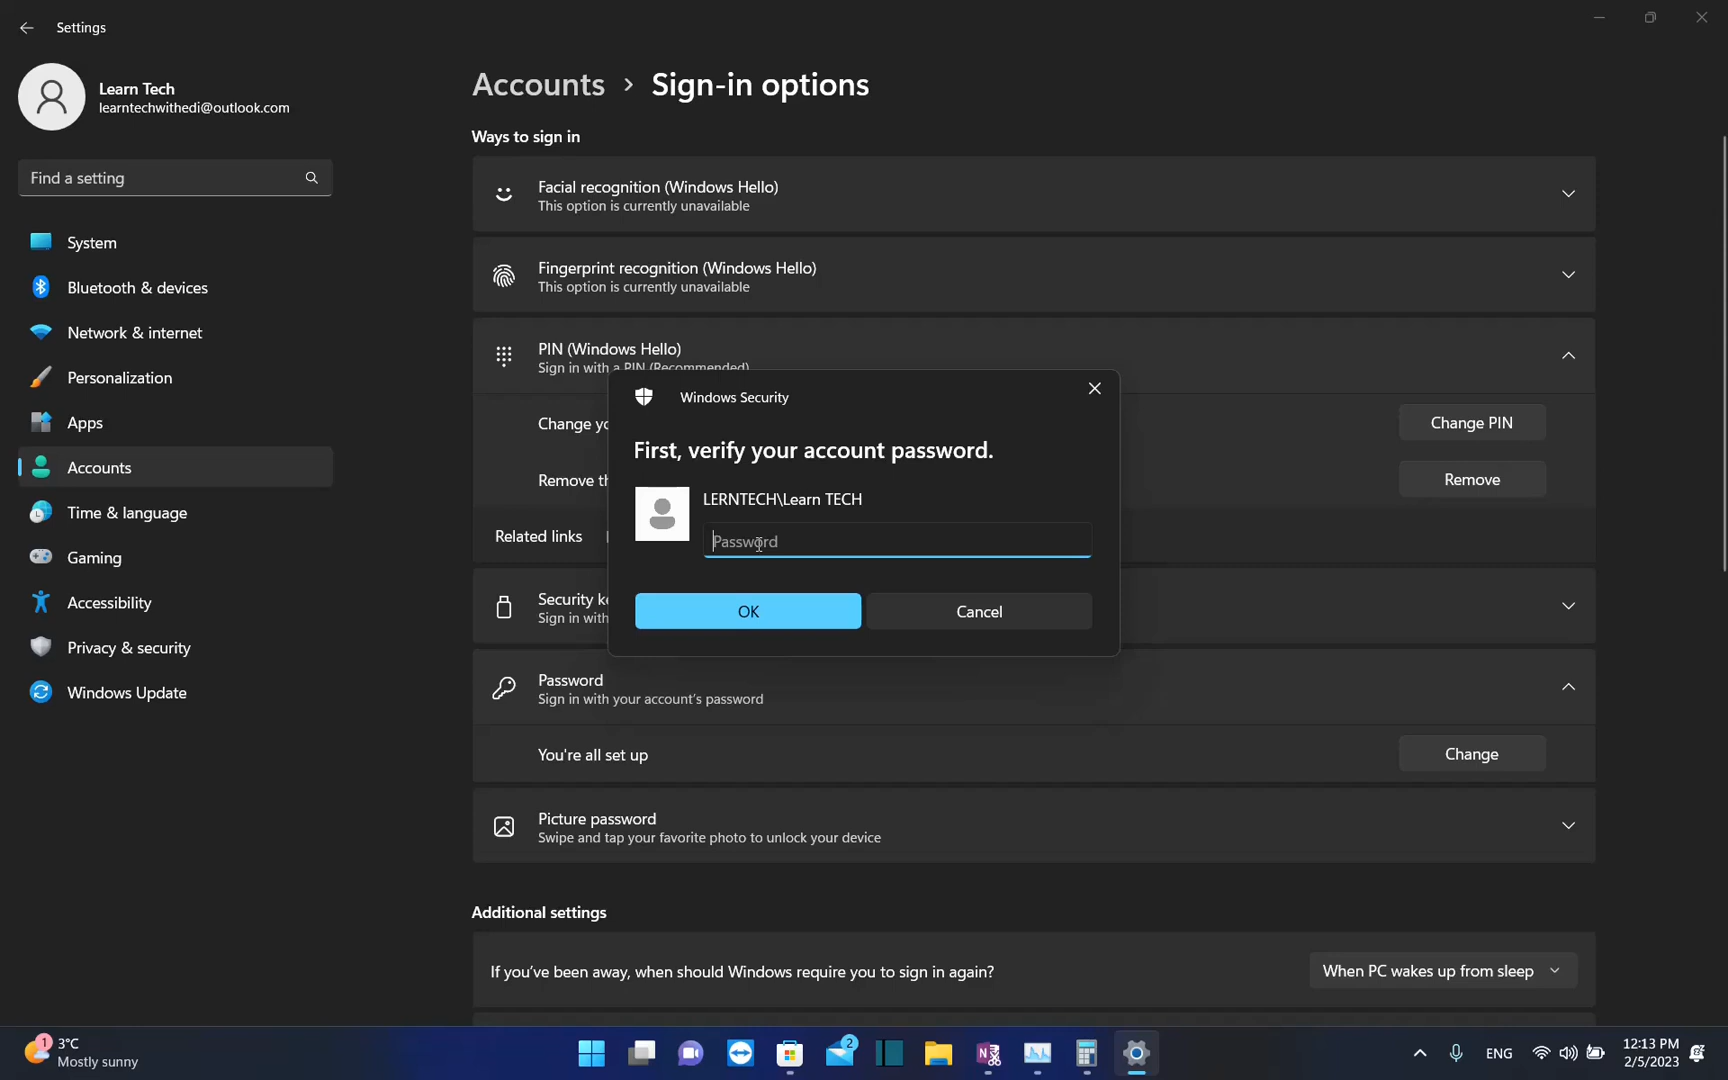 Settings
Learn Tech
learntechwithedi@outlook.com
Find a setting
System
Bluetooth & devices
Network & internet
Personalization
Apps
Accounts
Time & language
Gaming
Accessibility
Privacy & security
Windows Update
Accounts > Sign-in options
Ways to sign in
Facial recognition (Windows Hello)
This option is currently unavailable
Fingerprint recognition (Windows Hello)
This option is currently unavailable
PIN (Windows Hello)
Sign in with a PIN (Recommended)
Change yo
Change PIN
Remove th
Remove
Related links
Windows Security
First, verify your account password.
LERNTECH\Learn TECH
Password
OK
Cancel
Security ke
Sign in with
Password
Sign in with your account's password
You're all set up
Change
Picture password
Swipe and tap your favorite photo to unlock your device
Additional settings
If you've been away, when should Windows require you to sign in again?
When PC wakes up from sleep
1
3°C
Mostly sunny
2
ENG
12:13 PM
2/5/2023